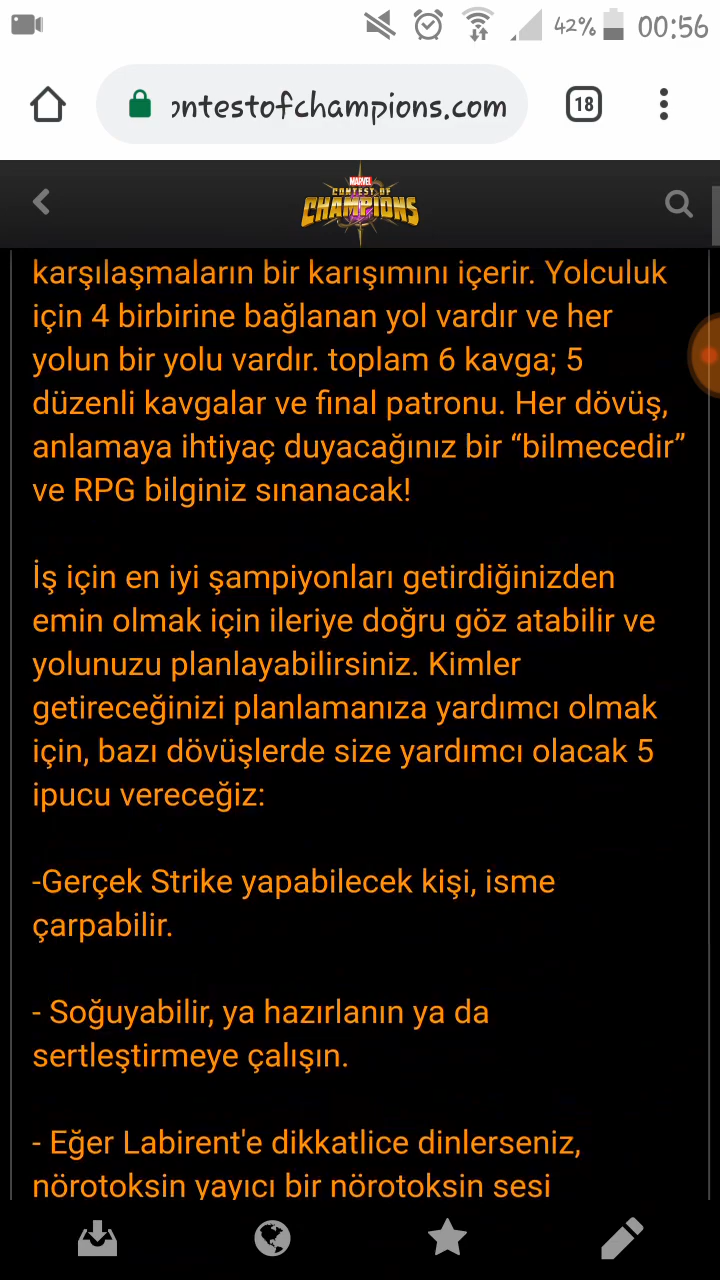 42% 00:56
ontestofchampions.com 18
MARVEL
CONTEST OF
CHAMPIONS
karşılaşmaların bir karışımını içerir. Yolculuk
için 4 birbirine bağlanan yol vardır ve her
yolun bir yolu vardır. toplam 6 kavga; 5
düzenli kavgalar ve final patronu. Her dövüş,
anlamaya ihtiyaç duyacağınız bir “bilmecedir”
ve RPG bilginiz sınanacak!
İş için en iyi şampiyonları getirdiğinizden
emin olmak için ileriye doğru göz atabilir ve
yolunuzu planlayabilirsiniz. Kimler
getireceğinizi planlamanıza yardımcı olmak
için, bazı dövüşlerde size yardımcı olacak 5
ipucu vereceğiz:
-Gerçek Strike yapabilecek kişi, isme
çarpabilir.
- Soğuyabilir, ya hazırlanın ya da
sertleştirmeye çalışın.
- Eğer Labirent'e dikkatlice dinlerseniz,
nörotoksin yayıcı bir nörotoksin sesi